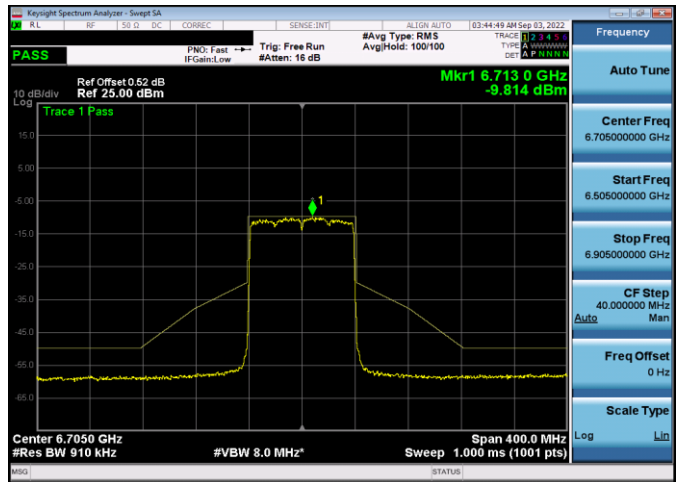 Keysight Spectrum Analyzer - Swept SA
LXI RL RF 50 Ω DC CORREC SENSE:INT ALIGN AUTO 03:44:49 AM Sep 03, 2022
#Avg Type: RMS TRACE 1 2 3 4 5 6
PASS PNO: Fast Trig: Free Run Avg|Hold: 100/100 TYPE A WWWWW
IFGain:Low #Atten: 16 dB DET A P N N N N
Ref Offset 0.52 dB Mkr1 6.713 0 GHz
10 dB/div Ref 25.00 dBm -9.814 dBm
Log
Trace 1 Pass
15.0
5.00
-5.00
1
-15.0
-25.0
-35.0
-45.0
-55.0
-65.0
Center 6.7050 GHz Span 400.0 MHz
#Res BW 910 kHz #VBW 8.0 MHz* Sweep 1.000 ms (1001 pts)
MSG STATUS
Frequency
Auto Tune
Center Freq
6.705000000 GHz
Start Freq
6.505000000 GHz
Stop Freq
6.905000000 GHz
CF Step
40.000000 MHz
Auto Man
Freq Offset
0 Hz
Scale Type
Log Lin